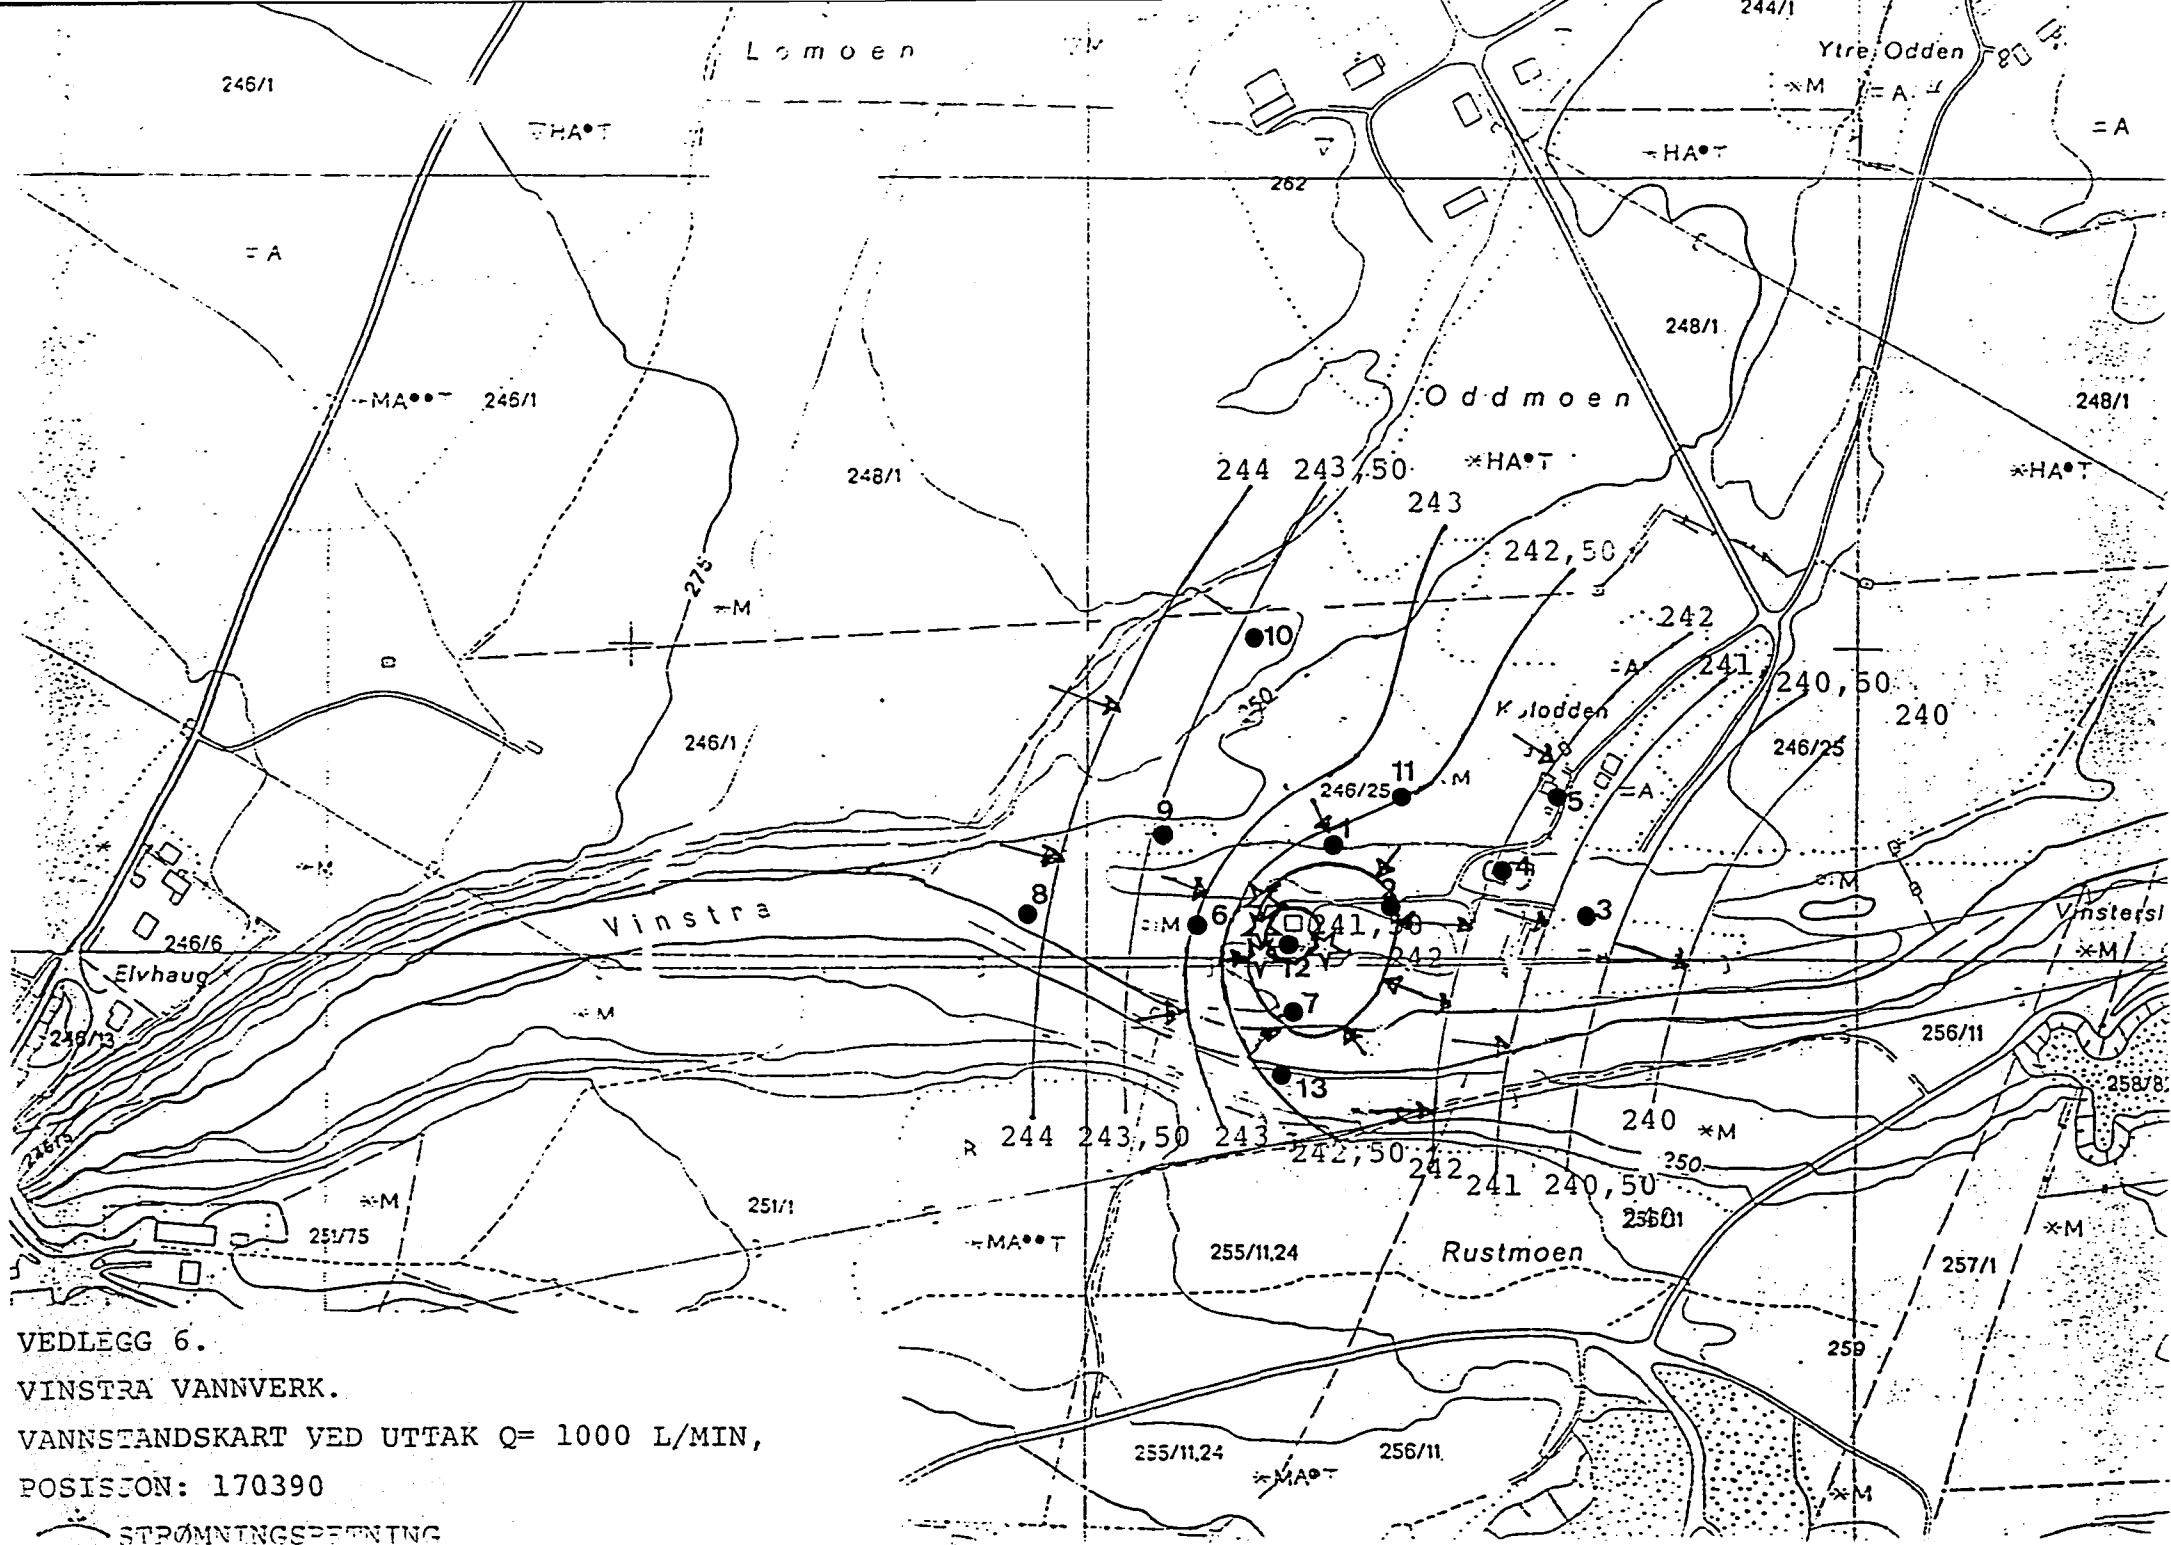 244/1
Lomoen
Ytre Odden
246/1
M
= A
HA•T
= A
HA•T
262
= A
248/1
MA••T
246/1
Oddmoen
248/1
248/1
244
243,50
HA•T
HA•T
243
242,50
275
M
242
10
A
241
240,50
250
240
246/1
246/25
11
M
246/25
= A
5
9
1
4
M
M
8
2
6
3
Vinstra
M
241,50
246/6
242
M
Elvhaug
12
7
M
246/13
256/11
13
240
M
R
244
243,50
243
242,50
242
250
241
240,50
M
251/1
M
251/75
MA••T
255/11,24
Rustmoen
257/1
259
VEDLEGG 6.
VINSTRA VANNVERK.
VANNSTANDSKART VED UTTAK Q= 1000 L/MIN,
255/11,24
256/11
MA•T
M
POSISJON: 170390
STRØMNINGSRETNING